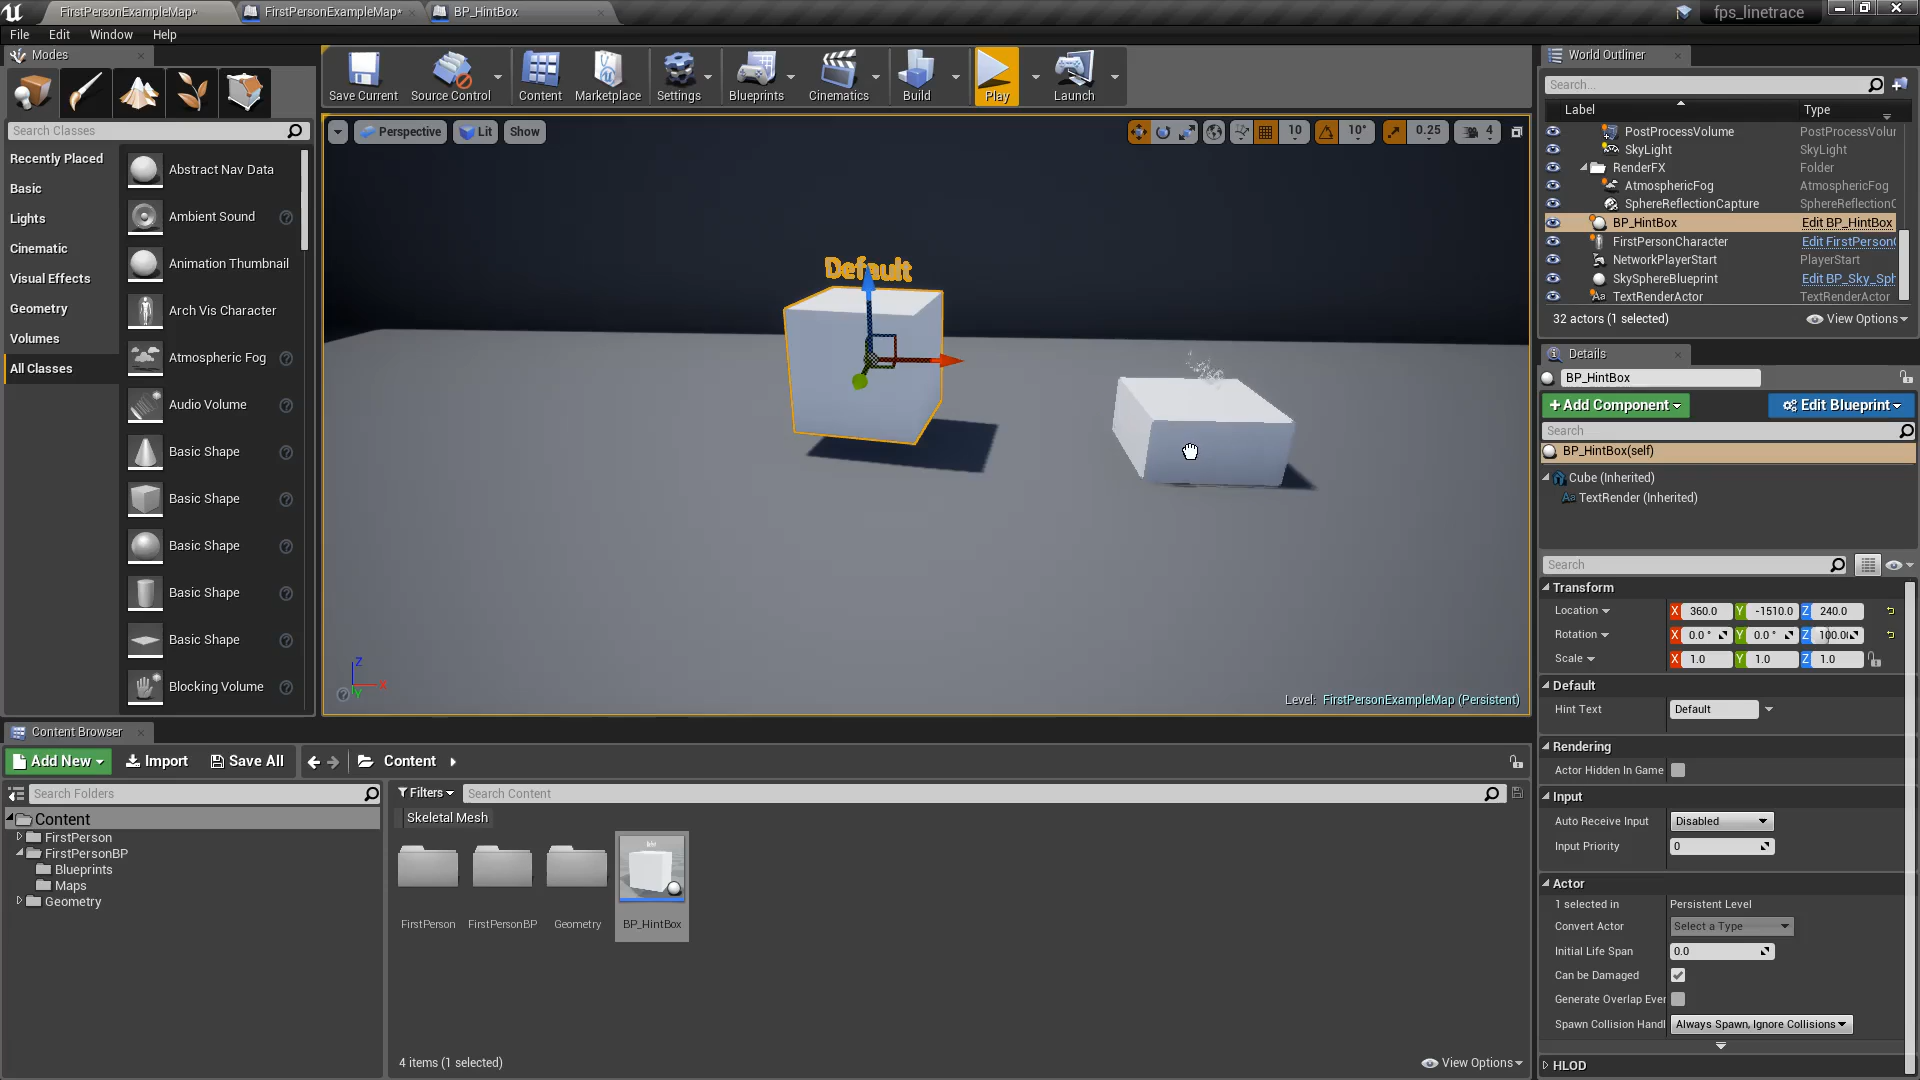 FirstPersonExampleMap*
FirstPersonExampleMap*
BP_HintBox
fps_linetrace
File
Edit
Window
Help
Modes
Search Classes
Recently Placed
Basic
Lights
Cinematic
Visual Effects
Geometry
Volumes
All Classes
Abstract Nav Data
Ambient Sound
Animation Thumbnail
Arch Vis Character
Atmospheric Fog
Audio Volume
Basic Shape
Basic Shape
Basic Shape
Basic Shape
Basic Shape
Blocking Volume
Save Current
Source Control
Content
Marketplace
Settings
Blueprints
Cinematics
Build
Play
Launch
Perspective
Lit
Show
10
10°
0.25
4
Default
Z
X
Y
Level: FirstPersonExampleMap (Persistent)
World Outliner
Search...
Label
Type
PostProcessVolume
PostProcessVolur
SkyLight
SkyLight
RenderFX
Folder
AtmosphericFog
AtmosphericFog
SphereReflectionCapture
SphereReflectionC
BP_HintBox
Edit BP_HintBox
FirstPersonCharacter
Edit FirstPersonC
NetworkPlayerStart
PlayerStart
SkySphereBlueprint
Edit BP_Sky_Sph
TextRenderActor
TextRenderActor
32 actors (1 selected)
View Options
Details
BP_HintBox
+Add Component
Edit Blueprint
Search
BP_HintBox(self)
Cube (Inherited)
TextRender (Inherited)
Search
Transform
Location
X 360.0
Y -1510.0
Z 240.0
Rotation
X 0.0 °
Y 0.0 °
Z 100.0
Scale
X 1.0
Y 1.0
Z 1.0
Default
Hint Text
Default
Rendering
Actor Hidden In Game
Input
Auto Receive Input
Disabled
Input Priority
0
Actor
1 selected in
Persistent Level
Convert Actor
Select a Type
Initial Life Span
0.0
Can be Damaged
Generate Overlap Ever
Spawn Collision Handl
Always Spawn, Ignore Collisions
HLOD
Content Browser
Add New
Import
Save All
Content
Search Folders
Filters
Search Content
Skeletal Mesh
Content
FirstPerson
FirstPersonBP
Blueprints
Maps
Geometry
FirstPerson
FirstPersonBP
Geometry
BP_HintBox
4 items (1 selected)
View Options